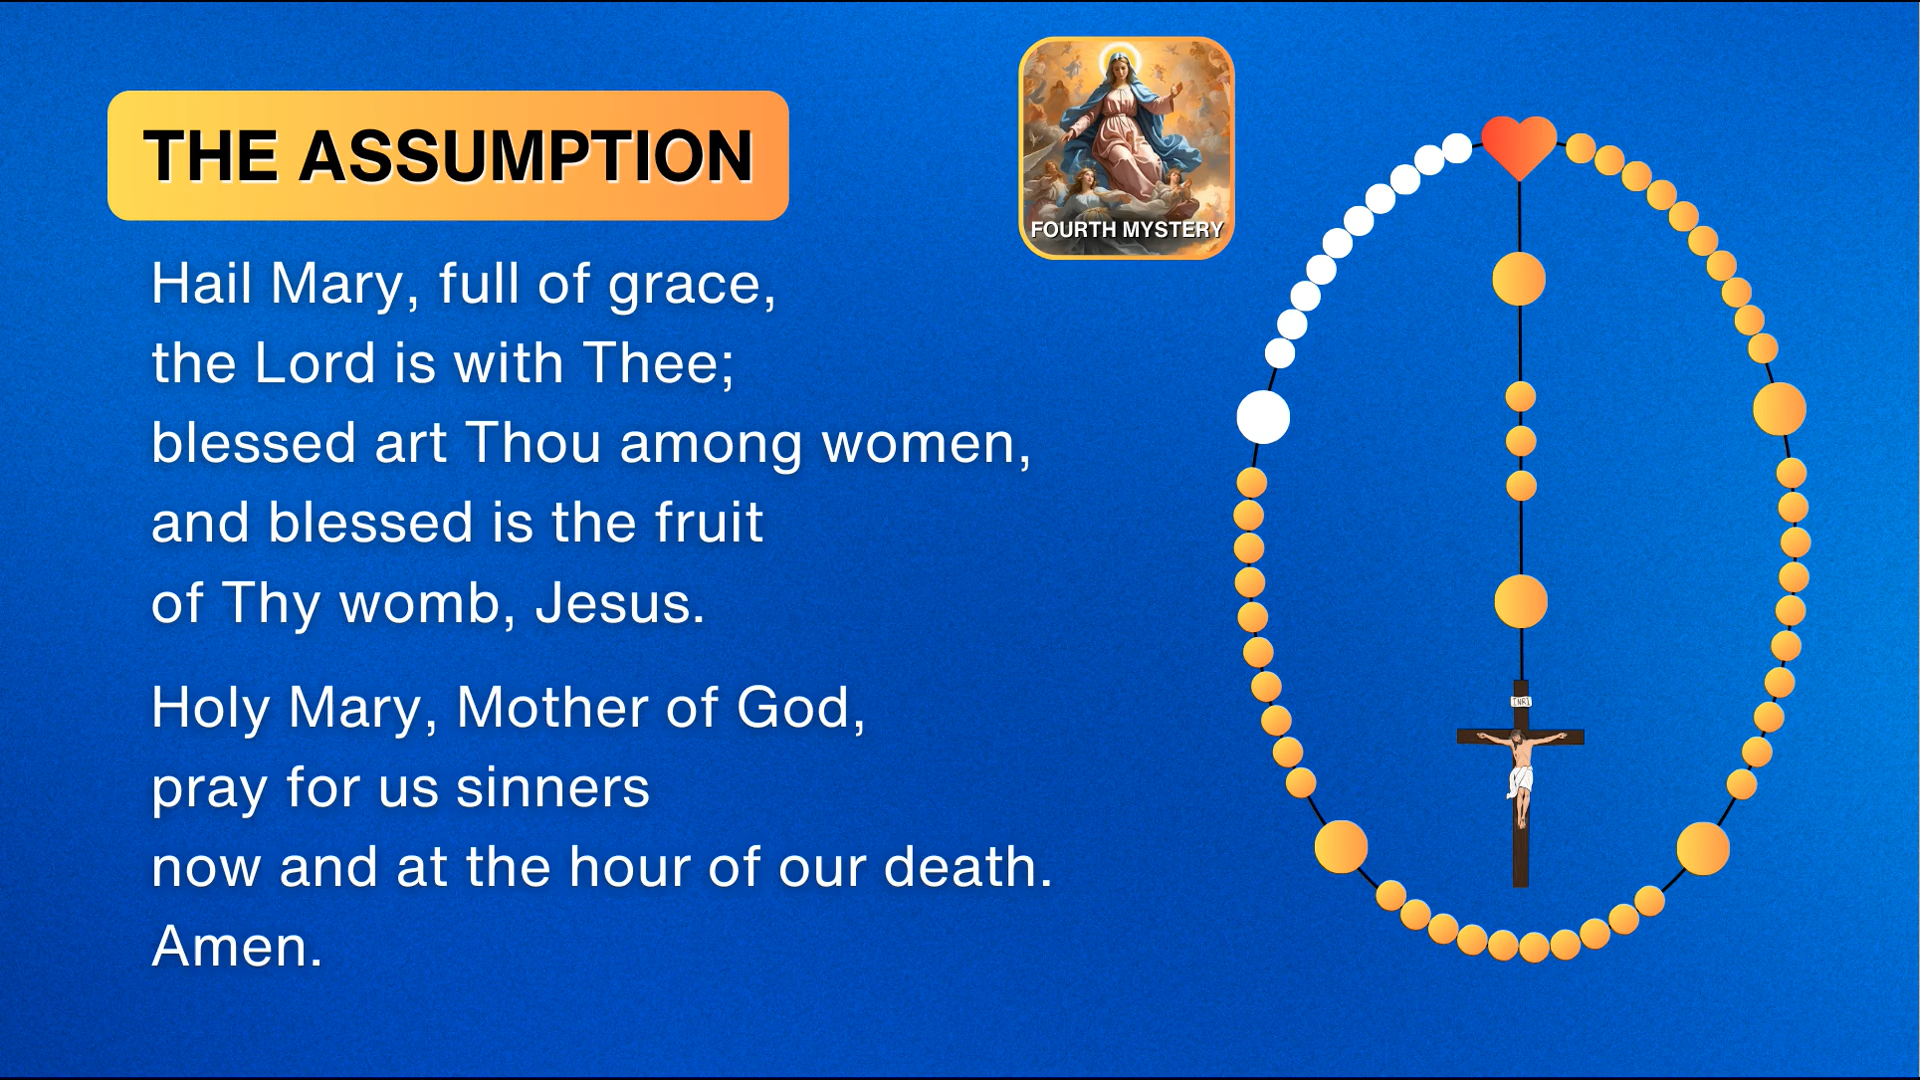 THE ASSUMPTION
FOURTH MYSTERY
Hail Mary, full of grace,
the Lord is with Thee;
blessed art Thou among women,
and blessed is the fruit
of Thy womb, Jesus.
Holy Mary, Mother of God,
pray for us sinners
now and at the hour of our death.
Amen.
INRI